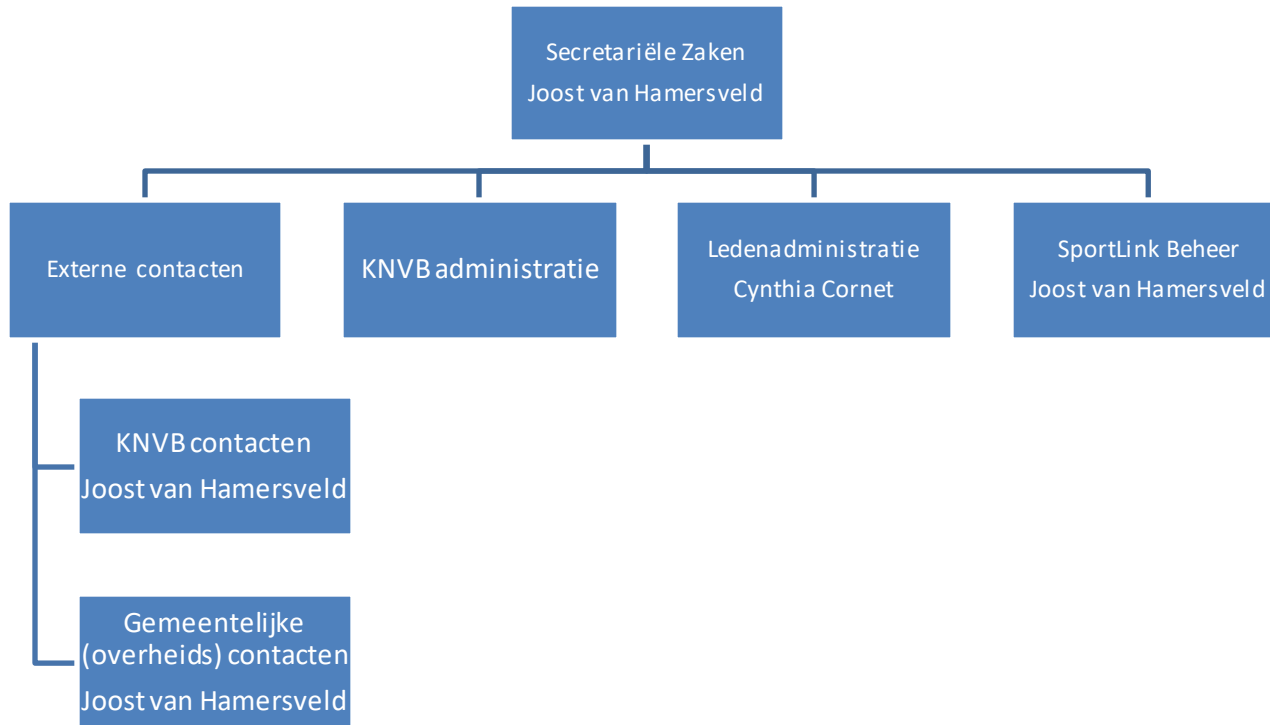 Secretariële Zaken
Joost van Hamersveld
Externe contacten
KNVB administratie
Ledenadministratie
Cynthia Cornet
SportLink Beheer
Joost van Hamersveld
KNVB contacten
Joost van Hamersveld
Gemeentelijke
(overheids) contacten
Joost van Hamersveld